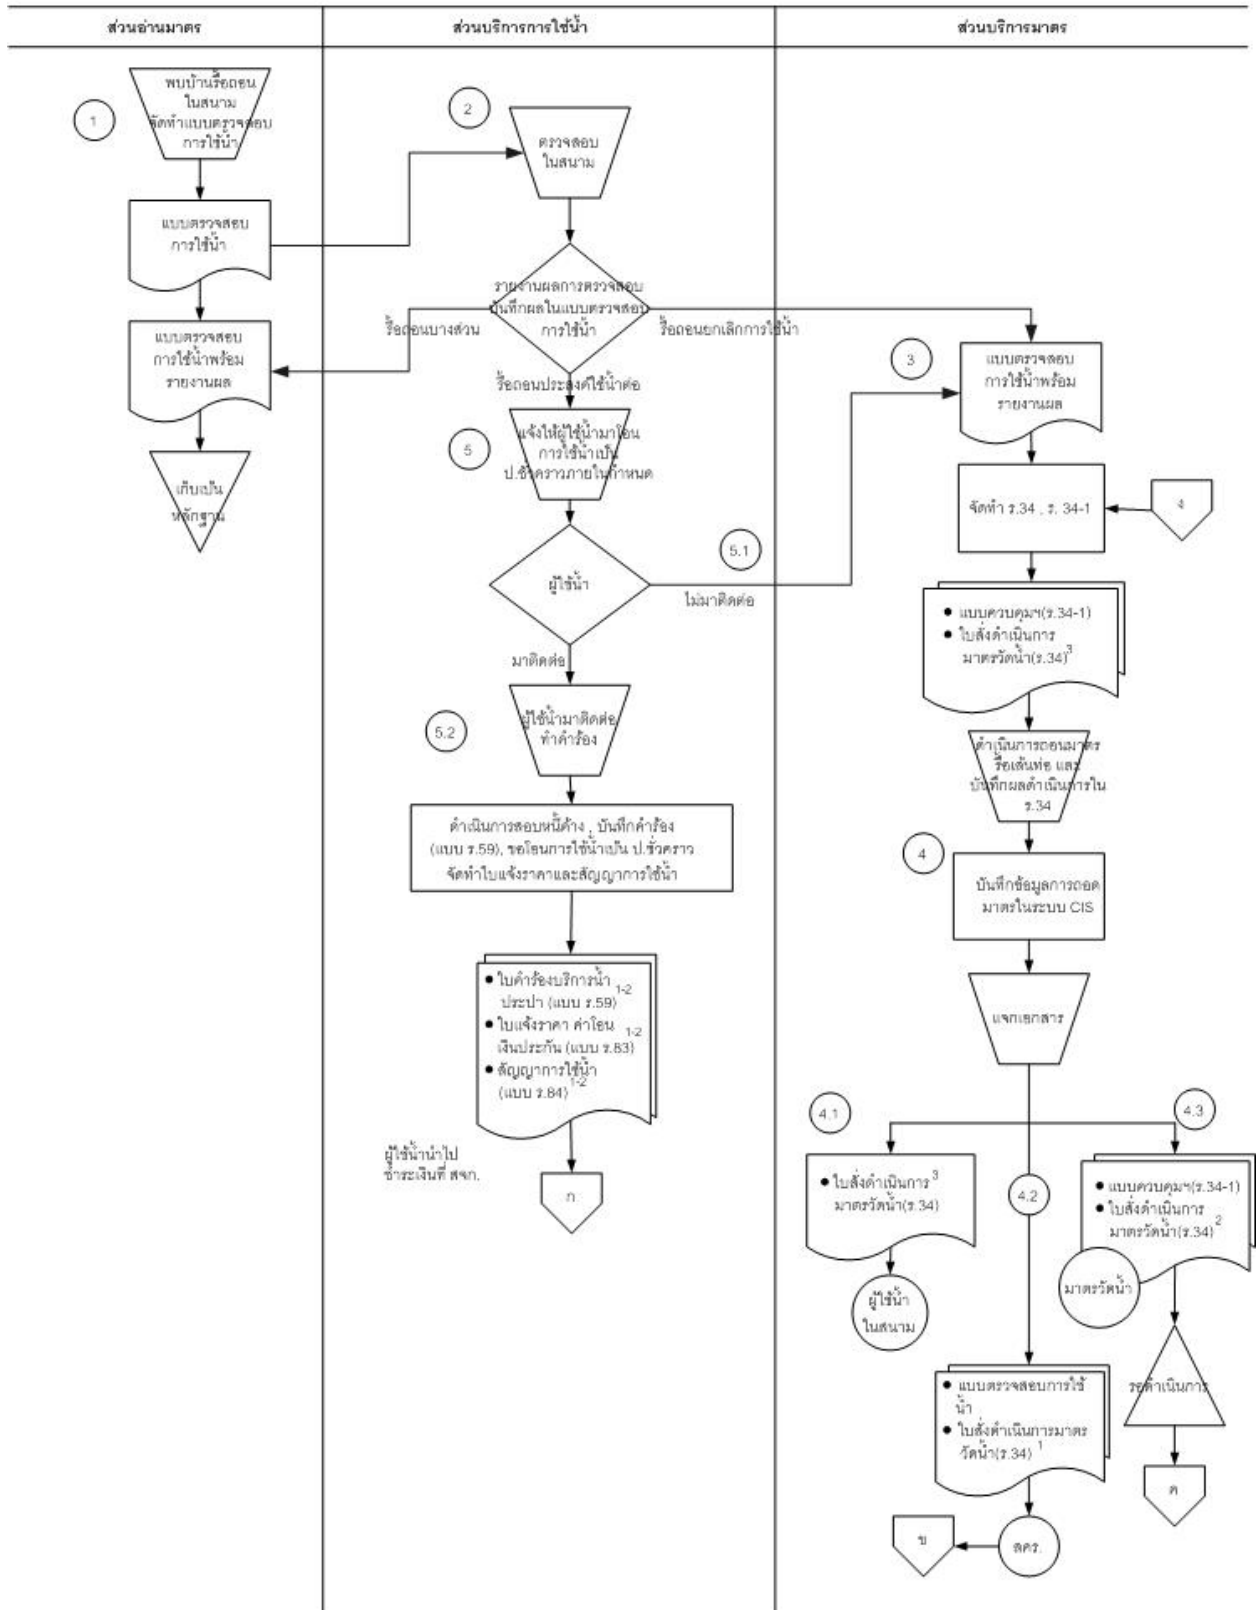 ส่วนอ่านมาตร
ส่วนบริการการใช้น้ำ
ส่วนบริการมาตร
1
พบบ้านรื้อถอน
ในสนาม
จัดทำแบบตรวจสอบ
การใช้น้ำ
แบบตรวจสอบ
การใช้น้ำ
แบบตรวจสอบ
การใช้น้ำพร้อม
รายงานผล
เก็บเป็น
หลักฐาน
2
ตรวจสอบ
ในสนาม
รายงานผลการตรวจสอบ
บันทึกผลในแบบตรวจสอบ
การใช้น้ำ
รื้อถอนบางส่วน
รื้อถอนยกเลิกการใช้น้ำ
รื้อถอนประสงค์ใช้น้ำต่อ
5
แจ้งให้ผู้ใช้น้ำมาโอน
การใช้น้ำเป็น
ป.ชั่วคราวภายในกำหนด
ผู้ใช้น้ำ
5.1
ไม่มาติดต่อ
มาติดต่อ
5.2
ผู้ใช้น้ำมาติดต่อ
ทำคำร้อง
ดำเนินการสอบหนี้ค้าง , บันทึกคำร้อง
(แบบ ร.59), ขอโอนการใช้น้ำเป็น ป.ชั่วคราว
จัดทำใบแจ้งราคาและสัญญาการใช้น้ำ
● ใบคำร้องบริการน้ำ
ประปา (แบบ ร.59) 1-2
● ใบแจ้งราคา ค่าโอน
เงินประกัน (แบบ ร.83) 1-2
● สัญญาการใช้น้ำ
(แบบ ร.84) 1-2
ผู้ใช้น้ำนำไป
ชำระเงินที่ สจก.
ก
3
แบบตรวจสอบ
การใช้น้ำพร้อม
รายงานผล
จัดทำ ร.34 , ร. 34-1
ง
● แบบควบคุมฯ(ร.34-1)
● ใบสั่งดำเนินการ
มาตรวัดน้ำ(ร.34) 3
ดำเนินการถอนมาตร
รื้อเส้นท่อ และ
บันทึกผลดำเนินการใน
ร.34
4
บันทึกข้อมูลการถอด
มาตรในระบบ CIS
แจกเอกสาร
4.1
● ใบสั่งดำเนินการ 3
มาตรวัดน้ำ(ร.34)
ผู้ใช้น้ำ
ในสนาม
4.2
● แบบตรวจสอบการใช้
น้ำ
● ใบสั่งดำเนินการมาตร
วัดน้ำ(ร.34) 1
ลคร.
ข
4.3
● แบบควบคุมฯ(ร.34-1)
● ใบสั่งดำเนินการ
มาตรวัดน้ำ(ร.34) 2
มาตรวัดน้ำ
รอดำเนินการ
ค